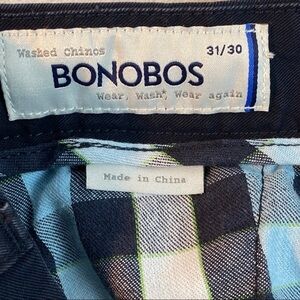 Washed Chinos 31/30
BONOBOS
Wear, Wash, Wear again
Made in China